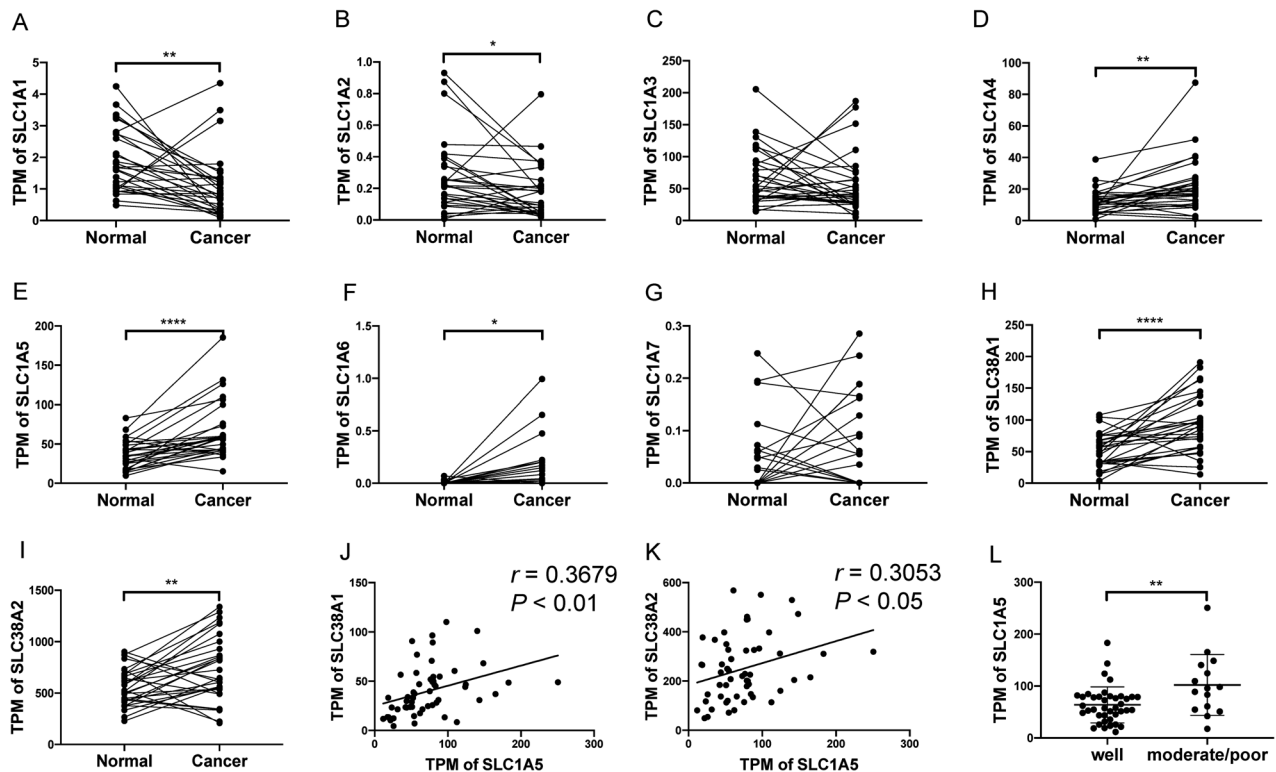 A
TPM of SLC1A1
5
4
3
2
1
0
**
Normal Cancer
B
TPM of SLC1A2
1.0
0.8
0.6
0.4
0.2
0.0
*
Normal Cancer
C
TPM of SLC1A3
250
200
150
100
50
0
Normal Cancer
D
TPM of SLC1A4
100
80
60
40
20
0
**
Normal Cancer
E
TPM of SLC1A5
200
150
100
50
0
****
Normal Cancer
F
TPM of SLC1A6
1.5
1.0
0.5
0.0
*
Normal Cancer
G
TPM of SLC1A7
0.3
0.2
0.1
0.0
Normal Cancer
H
TPM of SLC38A1
250
200
150
100
50
0
****
Normal Cancer
I
TPM of SLC38A2
1500
1000
500
0
**
Normal Cancer
J
TPM of SLC38A1
150
100
50
0
r = 0.3679
P < 0.01
0 100 200 300
TPM of SLC1A5
K
TPM of SLC38A2
600
400
200
0
r = 0.3053
P < 0.05
0 100 200 300
TPM of SLC1A5
L
TPM of SLC1A5
300
200
100
0
**
well moderate/poor